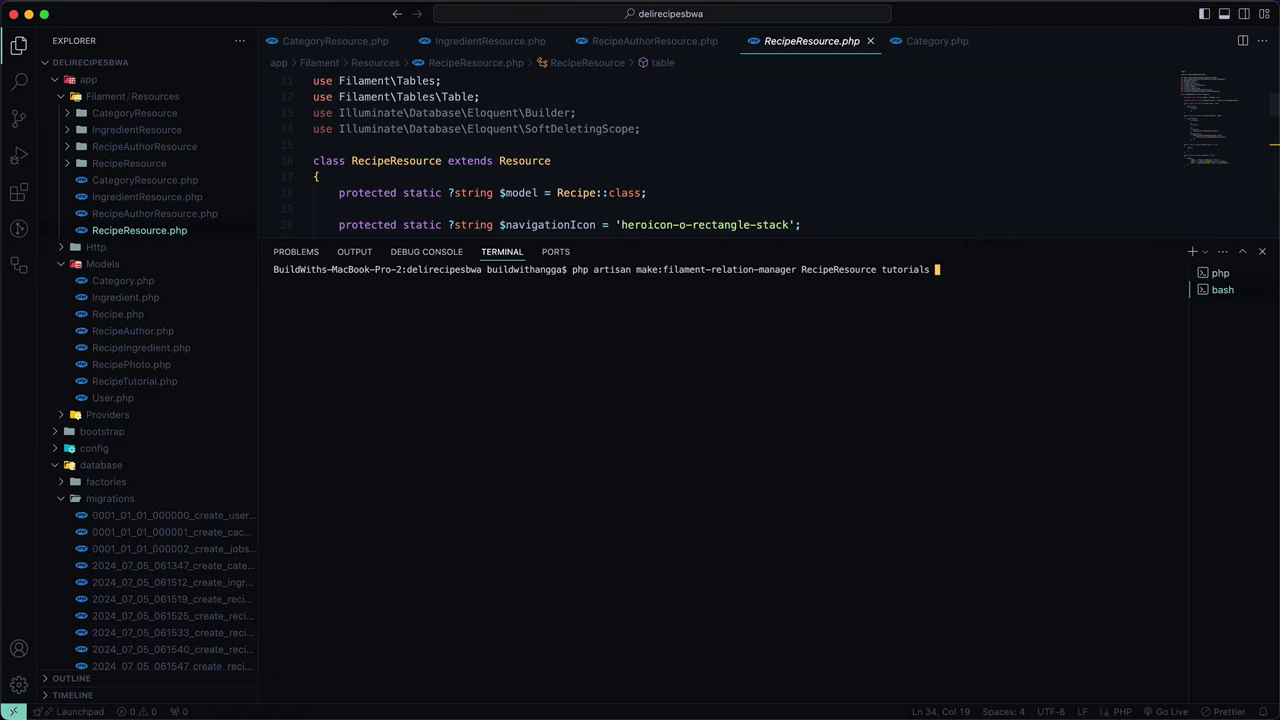 delirecipesbwa
EXPLORER
CategoryResource.php
IngredientResource.php
RecipeAuthorResource.php
RecipeResource.php
Category.php
DELIRECIPESBWA
app
Filament / Resources
CategoryResource
IngredientResource
RecipeAuthorResource
RecipeResource
CategoryResource.php
IngredientResource.php
RecipeAuthorResource.php
RecipeResource.php
Http
Models
Category.php
Ingredient.php
Recipe.php
RecipeAuthor.php
RecipeIngredient.php
RecipePhoto.php
RecipeTutorial.php
User.php
Providers
bootstrap
config
database
factories
migrations
0001_01_01_000000_create_user...
0001_01_01_000001_create_cac...
0001_01_01_000002_create_jobs...
2024_07_05_061347_create_cate...
2024_07_05_061512_create_ingr...
2024_07_05_061519_create_reci...
2024_07_05_061525_create_reci...
2024_07_05_061533_create_reci...
2024_07_05_061540_create_reci...
2024_07_05_061547_create_reci...
OUTLINE
TIMELINE
app > Filament > Resources > RecipeResource.php > RecipeResource > table
11 use Filament\Tables;
12 use Filament\Tables\Table;
13 use Illuminate\Database\Eloquent\Builder;
14 use Illuminate\Database\Eloquent\SoftDeletingScope;
15
16 class RecipeResource extends Resource
17 {
18 protected static ?string $model = Recipe::class;
19
20 protected static ?string $navigationIcon = 'heroicon-o-rectangle-stack';
PROBLEMS OUTPUT DEBUG CONSOLE TERMINAL PORTS
BuildWiths-MacBook-Pro-2:delirecipesbwa buildwithangga$ php artisan make:filament-relation-manager RecipeResource tutorials
php
bash
Launchpad 0 0 0 Ln 34, Col 19 Spaces: 4 UTF-8 LF PHP Go Live Prettier